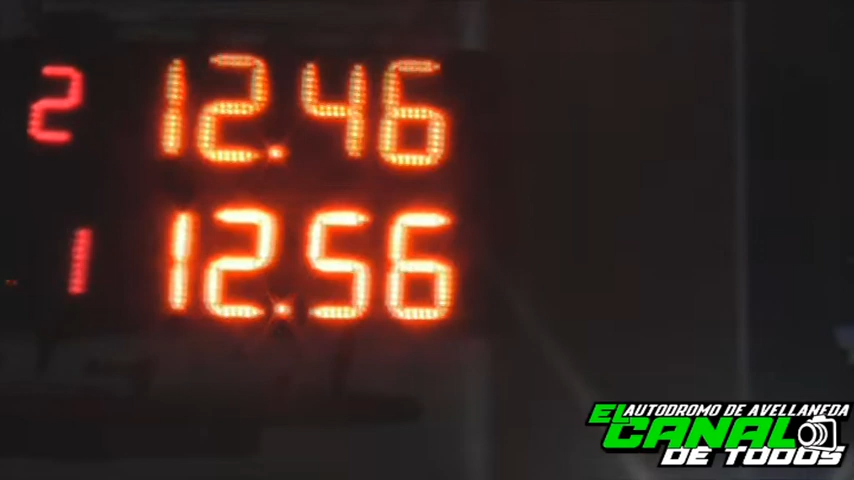 2 12.46
1 12.56
EL AUTODROMO DE AVELLANEDA
CANAL
DE TODOS